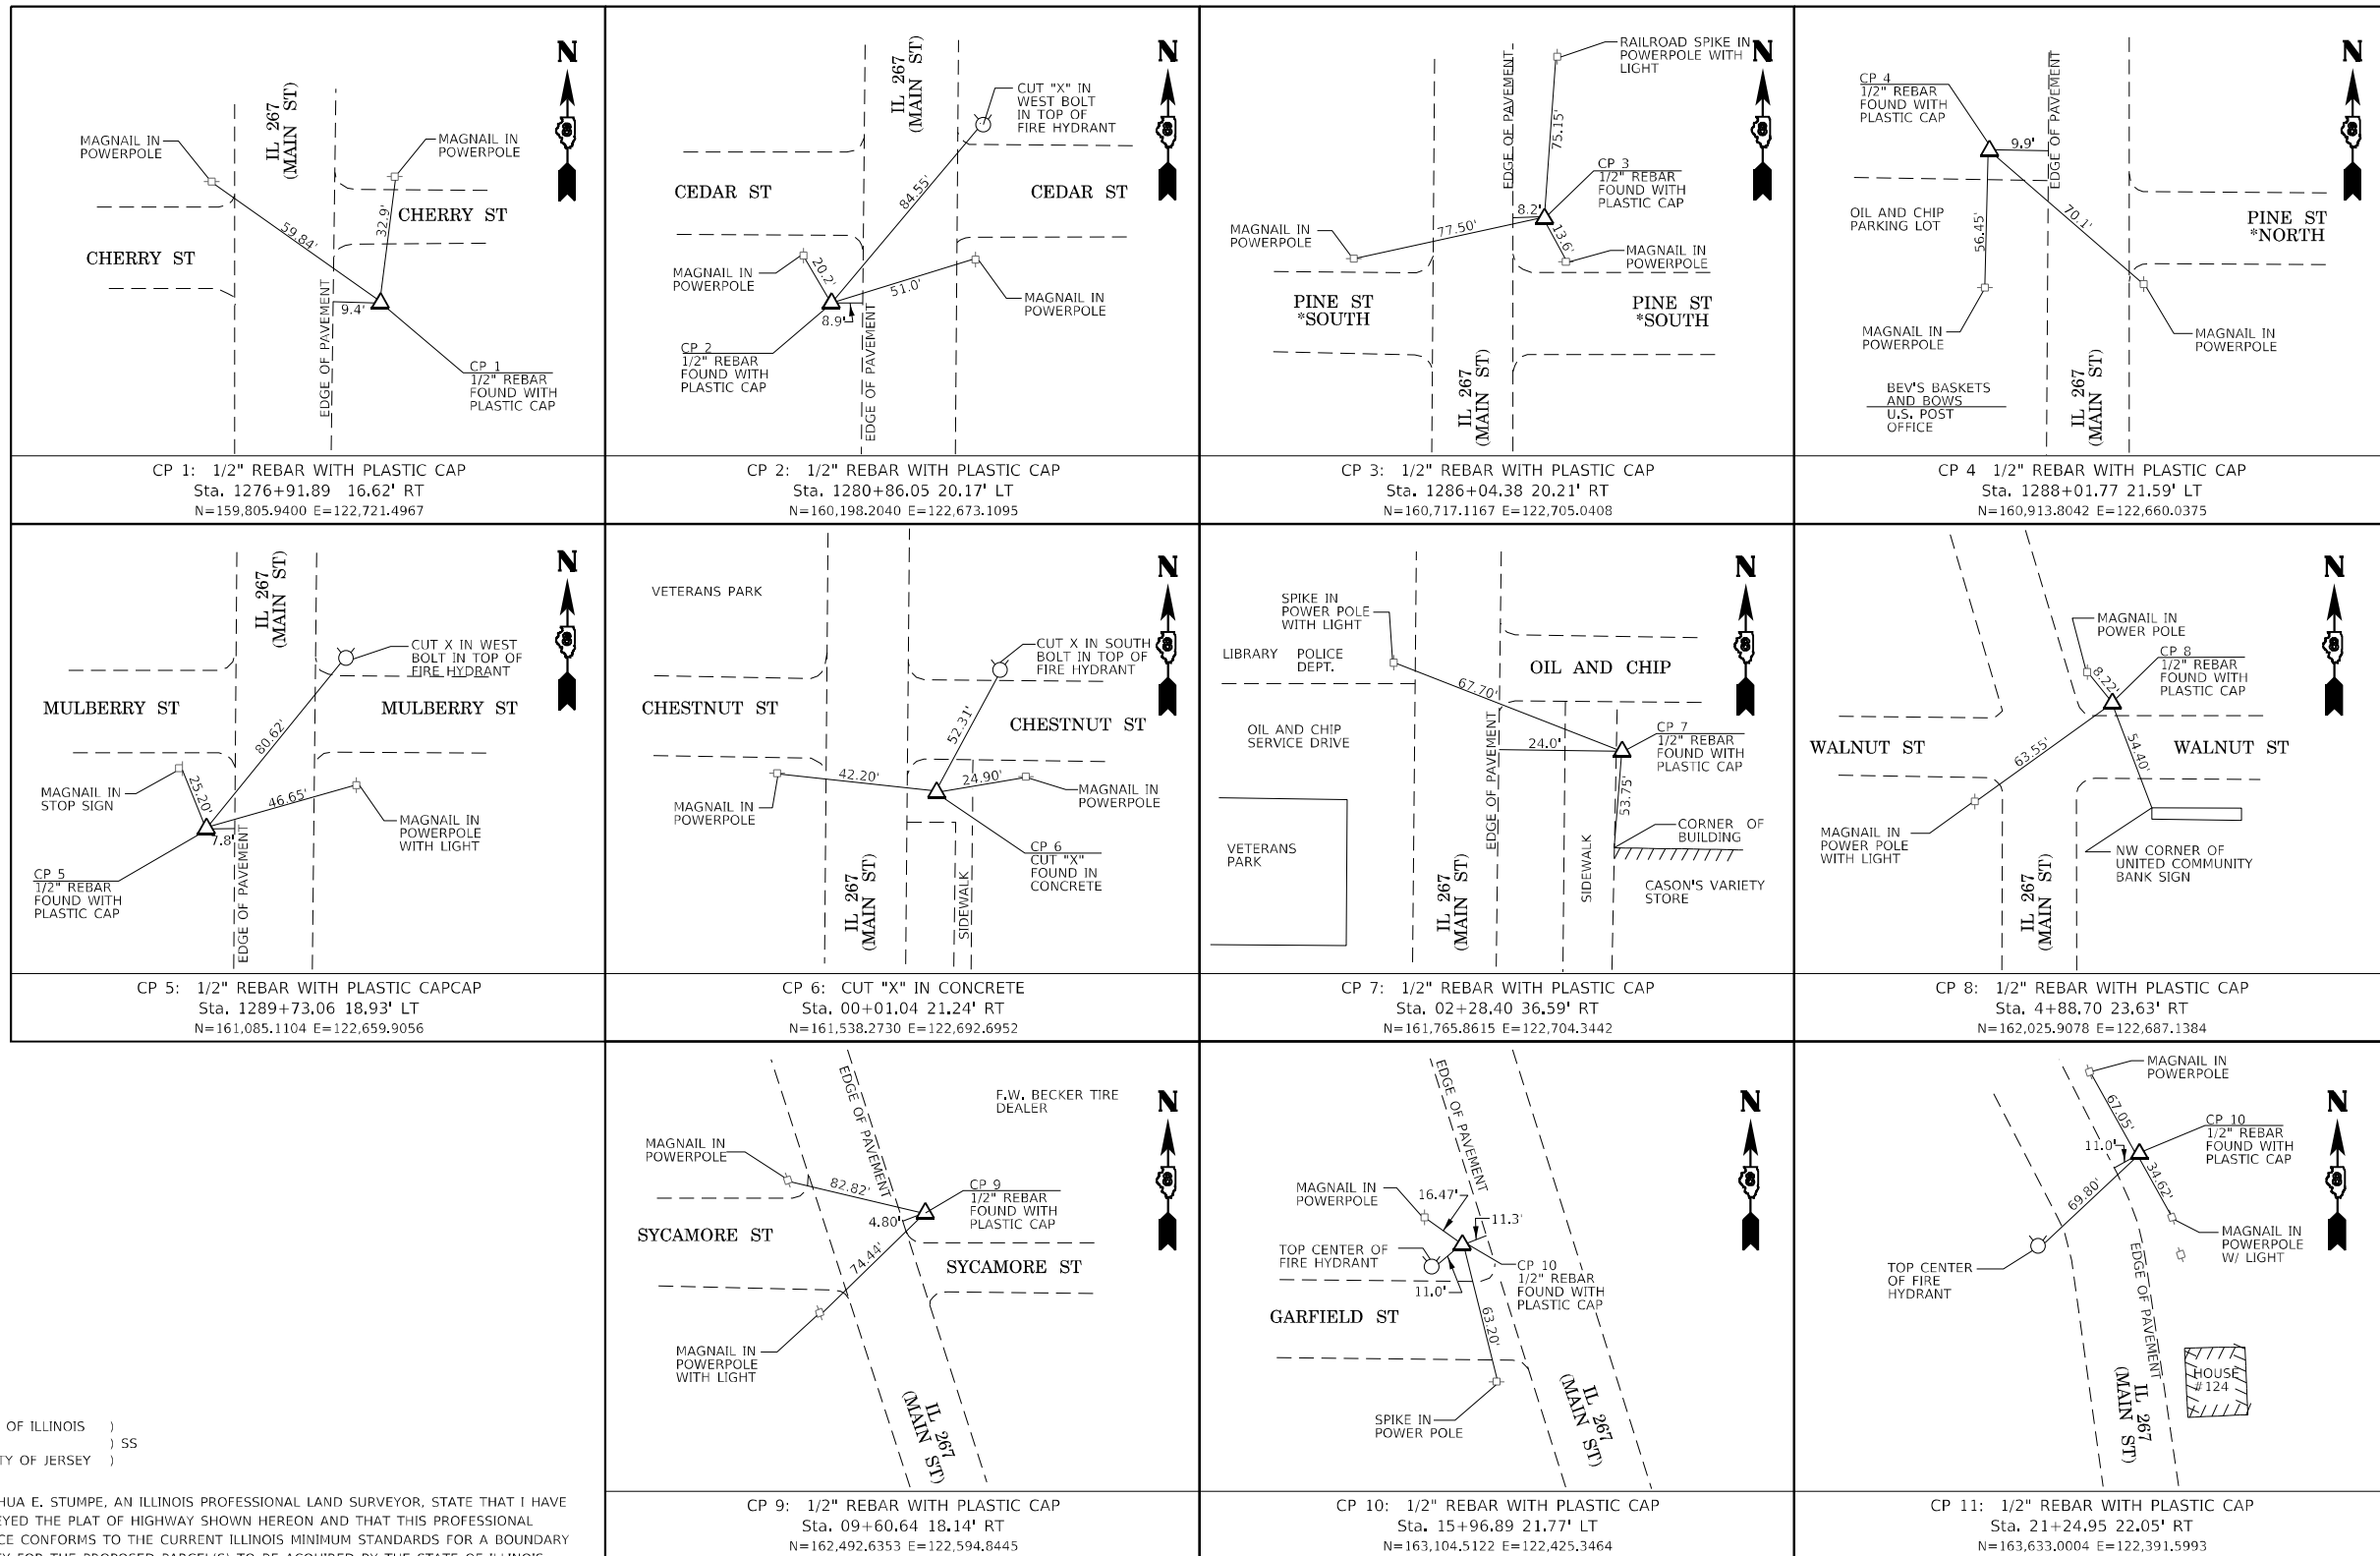 N
IL 267
(MAIN ST)
MAGNAIL IN
POWERPOLE
MAGNAIL IN
POWERPOLE
8
59.84'
32.9'
CHERRY ST
CHERRY ST
9.4'
EDGE OF PAVEMENT
CP 1
1/2" REBAR
FOUND WITH
PLASTIC CAP
CP 1: 1/2" REBAR WITH PLASTIC CAP
Sta. 1276+91.89 16.62' RT
N=159,805.9400 E=122,721.4967
N
IL 267
(MAIN ST)
CUT "X" IN
WEST BOLT
IN TOP OF
FIRE HYDRANT
8
CEDAR ST
CEDAR ST
84.55'
MAGNAIL IN
POWERPOLE
20.2'
51.0'
8.9'
MAGNAIL IN
POWERPOLE
CP 2
1/2" REBAR
FOUND WITH
PLASTIC CAP
EDGE OF PAVEMENT
CP 2: 1/2" REBAR WITH PLASTIC CAP
Sta. 1280+86.05 20.17' LT
N=160,198.2040 E=122,673.1095
RAILROAD SPIKE IN
POWERPOLE WITH
LIGHT
N
EDGE OF PAVEMENT
75.15'
8
CP 3
1/2" REBAR
FOUND WITH
PLASTIC CAP
8.2'
MAGNAIL IN
POWERPOLE
77.50'
13.6'
MAGNAIL IN
POWERPOLE
PINE ST
*SOUTH
PINE ST
*SOUTH
IL 267
(MAIN ST)
CP 3: 1/2" REBAR WITH PLASTIC CAP
Sta. 1286+04.38 20.21' RT
N=160,717.1167 E=122,705.0408
N
CP 4
1/2" REBAR
FOUND WITH
PLASTIC CAP
EDGE OF PAVEMENT
8
9.9'
OIL AND CHIP
PARKING LOT
56.45'
70.1'
PINE ST
*NORTH
MAGNAIL IN
POWERPOLE
MAGNAIL IN
POWERPOLE
BEV'S BASKETS
AND BOWS
U.S. POST
OFFICE
IL 267
(MAIN ST)
CP 4 1/2" REBAR WITH PLASTIC CAP
Sta. 1288+01.77 21.59' LT
N=160,913.8042 E=122,660.0375
N
IL 267
(MAIN ST)
CUT X IN WEST
BOLT IN TOP OF
FIRE HYDRANT
8
MULBERRY ST
MULBERRY ST
80.62'
MAGNAIL IN
STOP SIGN
25.20'
46.65'
7.8'
MAGNAIL IN
POWERPOLE
WITH LIGHT
CP 5
1/2" REBAR
FOUND WITH
PLASTIC CAP
EDGE OF PAVEMENT
CP 5: 1/2" REBAR WITH PLASTIC CAPCAP
Sta. 1289+73.06 18.93' LT
N=161,085.1104 E=122,659.9056
N
VETERANS PARK
CUT X IN SOUTH
BOLT IN TOP OF
FIRE HYDRANT
8
CHESTNUT ST
CHESTNUT ST
52.31'
42.20'
24.90'
MAGNAIL IN
POWERPOLE
MAGNAIL IN
POWERPOLE
CP 6
CUT "X"
FOUND IN
CONCRETE
IL 267
(MAIN ST)
SIDEWALK
CP 6: CUT "X" IN CONCRETE
Sta. 00+01.04 21.24' RT
N=161,538.2730 E=122,692.6952
N
SPIKE IN
POWER POLE
WITH LIGHT
8
LIBRARY POLICE
DEPT.
OIL AND CHIP
67.70'
OIL AND CHIP
SERVICE DRIVE
24.0'
CP 7
1/2" REBAR
FOUND WITH
PLASTIC CAP
EDGE OF PAVEMENT
53.75'
CORNER OF
BUILDING
VETERANS
PARK
SIDEWALK
CASON'S VARIETY
STORE
IL 267
(MAIN ST)
CP 7: 1/2" REBAR WITH PLASTIC CAP
Sta. 02+28.40 36.59' RT
N=161,765.8615 E=122,704.3442
N
MAGNAIL IN
POWER POLE
8
CP 8
1/2" REBAR
FOUND WITH
PLASTIC CAP
8.22'
WALNUT ST
WALNUT ST
63.55'
54.40'
MAGNAIL IN
POWER POLE
WITH LIGHT
NW CORNER OF
UNITED COMMUNITY
BANK SIGN
IL 267
(MAIN ST)
CP 8: 1/2" REBAR WITH PLASTIC CAP
Sta. 4+88.70 23.63' RT
N=162,025.9078 E=122,687.1384
OF ILLINOIS )
) SS
TY OF JERSEY )
HUA E. STUMPE, AN ILLINOIS PROFESSIONAL LAND SURVEYOR, STATE THAT I HAVE
EYED THE PLAT OF HIGHWAY SHOWN HEREON AND THAT THIS PROFESSIONAL
CE CONFORMS TO THE CURRENT ILLINOIS MINIMUM STANDARDS FOR A BOUNDARY
EY FOR THE PROPOSED PARCEL(S) TO BE ACQUIRED BY THE STATE OF ILLINOIS
EDGE OF PAVEMENT
F.W. BECKER TIRE
DEALER
N
MAGNAIL IN
POWERPOLE
8
82.82'
CP 9
1/2" REBAR
FOUND WITH
PLASTIC CAP
4.80'
SYCAMORE ST
SYCAMORE ST
74.44'
MAGNAIL IN
POWERPOLE
WITH LIGHT
IL 267
(MAIN ST)
CP 9: 1/2" REBAR WITH PLASTIC CAP
Sta. 09+60.64 18.14' RT
N=162,492.6353 E=122,594.8445
EDGE OF PAVEMENT
N
MAGNAIL IN
POWERPOLE
16.47'
8
11.3'
TOP CENTER OF
FIRE HYDRANT
CP 10
1/2" REBAR
FOUND WITH
PLASTIC CAP
11.0'
GARFIELD ST
63.20'
SPIKE IN
POWER POLE
IL 267
(MAIN ST)
CP 10: 1/2" REBAR WITH PLASTIC CAP
Sta. 15+96.89 21.77' LT
N=163,104.5122 E=122,425.3464
MAGNAIL IN
POWERPOLE
N
67.05'
CP 10
1/2" REBAR
FOUND WITH
PLASTIC CAP
11.0'
8
69.80'
34.62'
MAGNAIL IN
POWERPOLE
W/ LIGHT
TOP CENTER
OF FIRE
HYDRANT
EDGE OF PAVEMENT
HOUSE
#124
IL 267
(MAIN ST)
CP 11: 1/2" REBAR WITH PLASTIC CAP
Sta. 21+24.95 22.05' RT
N=163,633.0004 E=122,391.5993